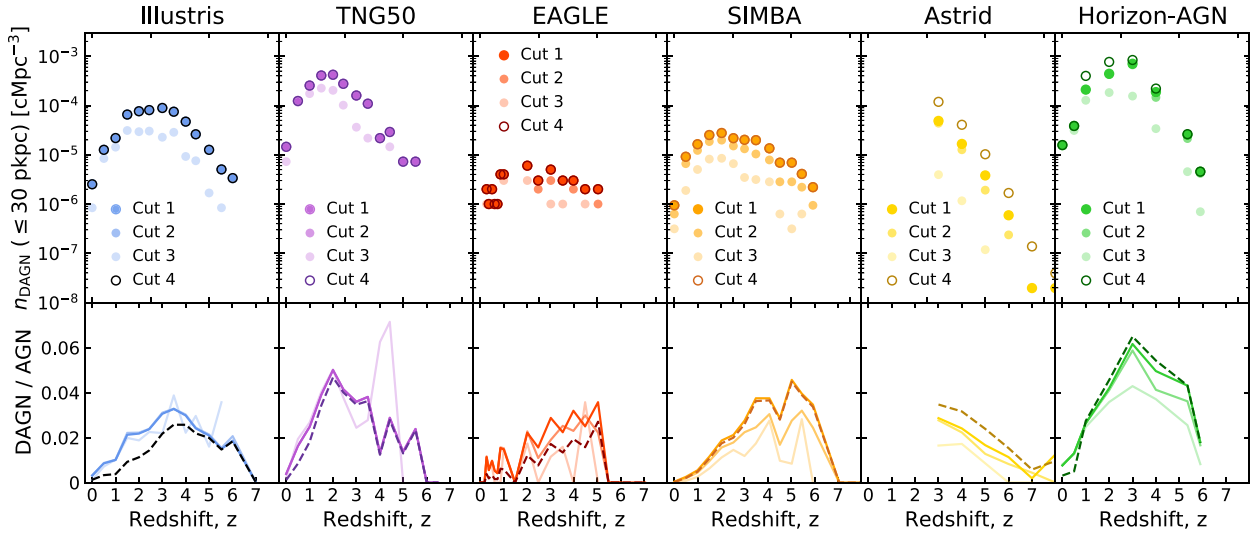 Illustris TNG50 EAGLE SIMBA Astrid Horizon-AGN
n_DAGN (≤ 30 pkpc) [cMpc⁻³]
10⁻³
10⁻⁴
10⁻⁵
10⁻⁶
10⁻⁷
10⁻⁸
Cut 1
Cut 2
Cut 3
Cut 4
Cut 1
Cut 2
Cut 3
Cut 4
Cut 1
Cut 2
Cut 3
Cut 4
Cut 1
Cut 2
Cut 3
Cut 4
Cut 1
Cut 2
Cut 3
Cut 4
Cut 1
Cut 2
Cut 3
Cut 4
DAGN / AGN
0.06
0.04
0.02
0
0 1 2 3 4 5 6 7 0 1 2 3 4 5 6 7 0 1 2 3 4 5 6 7 0 1 2 3 4 5 6 7 0 1 2 3 4 5 6 7 0 1 2 3 4 5 6 7
Redshift, z Redshift, z Redshift, z Redshift, z Redshift, z Redshift, z